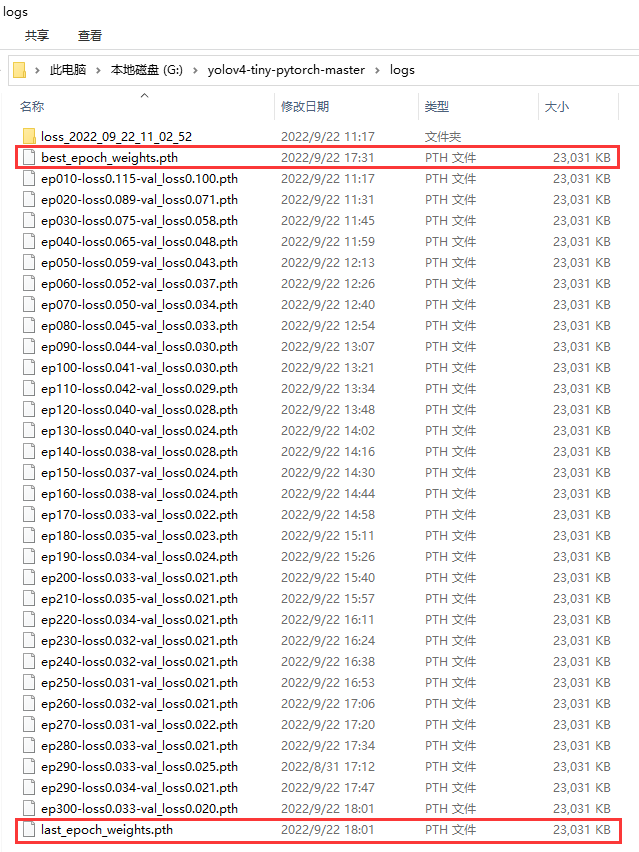 logs
共享 查看
此电脑 › 本地磁盘 (G:) › yolov4-tiny-pytorch-master › logs
名称 修改日期 类型 大小
loss_2022_09_22_11_02_52 2022/9/22 11:17 文件夹
best_epoch_weights.pth 2022/9/22 17:31 PTH 文件 23,031 KB
ep010-loss0.115-val_loss0.100.pth 2022/9/22 11:17 PTH 文件 23,031 KB
ep020-loss0.089-val_loss0.071.pth 2022/9/22 11:31 PTH 文件 23,031 KB
ep030-loss0.075-val_loss0.058.pth 2022/9/22 11:45 PTH 文件 23,031 KB
ep040-loss0.065-val_loss0.048.pth 2022/9/22 11:59 PTH 文件 23,031 KB
ep050-loss0.059-val_loss0.043.pth 2022/9/22 12:13 PTH 文件 23,031 KB
ep060-loss0.052-val_loss0.037.pth 2022/9/22 12:26 PTH 文件 23,031 KB
ep070-loss0.050-val_loss0.034.pth 2022/9/22 12:40 PTH 文件 23,031 KB
ep080-loss0.045-val_loss0.033.pth 2022/9/22 12:54 PTH 文件 23,031 KB
ep090-loss0.044-val_loss0.030.pth 2022/9/22 13:07 PTH 文件 23,031 KB
ep100-loss0.041-val_loss0.030.pth 2022/9/22 13:21 PTH 文件 23,031 KB
ep110-loss0.042-val_loss0.029.pth 2022/9/22 13:34 PTH 文件 23,031 KB
ep120-loss0.040-val_loss0.028.pth 2022/9/22 13:48 PTH 文件 23,031 KB
ep130-loss0.040-val_loss0.024.pth 2022/9/22 14:02 PTH 文件 23,031 KB
ep140-loss0.038-val_loss0.028.pth 2022/9/22 14:16 PTH 文件 23,031 KB
ep150-loss0.037-val_loss0.024.pth 2022/9/22 14:30 PTH 文件 23,031 KB
ep160-loss0.038-val_loss0.024.pth 2022/9/22 14:44 PTH 文件 23,031 KB
ep170-loss0.033-val_loss0.022.pth 2022/9/22 14:58 PTH 文件 23,031 KB
ep180-loss0.035-val_loss0.023.pth 2022/9/22 15:11 PTH 文件 23,031 KB
ep190-loss0.034-val_loss0.024.pth 2022/9/22 15:26 PTH 文件 23,031 KB
ep200-loss0.033-val_loss0.021.pth 2022/9/22 15:40 PTH 文件 23,031 KB
ep210-loss0.035-val_loss0.021.pth 2022/9/22 15:57 PTH 文件 23,031 KB
ep220-loss0.034-val_loss0.021.pth 2022/9/22 16:11 PTH 文件 23,031 KB
ep230-loss0.032-val_loss0.021.pth 2022/9/22 16:24 PTH 文件 23,031 KB
ep240-loss0.032-val_loss0.021.pth 2022/9/22 16:38 PTH 文件 23,031 KB
ep250-loss0.031-val_loss0.021.pth 2022/9/22 16:53 PTH 文件 23,031 KB
ep260-loss0.032-val_loss0.021.pth 2022/9/22 17:06 PTH 文件 23,031 KB
ep270-loss0.031-val_loss0.022.pth 2022/9/22 17:20 PTH 文件 23,031 KB
ep280-loss0.033-val_loss0.021.pth 2022/9/22 17:34 PTH 文件 23,031 KB
ep290-loss0.033-val_loss0.025.pth 2022/8/31 17:12 PTH 文件 23,031 KB
ep290-loss0.034-val_loss0.021.pth 2022/9/22 17:47 PTH 文件 23,031 KB
ep300-loss0.033-val_loss0.020.pth 2022/9/22 18:01 PTH 文件 23,031 KB
last_epoch_weights.pth 2022/9/22 18:01 PTH 文件 23,031 KB